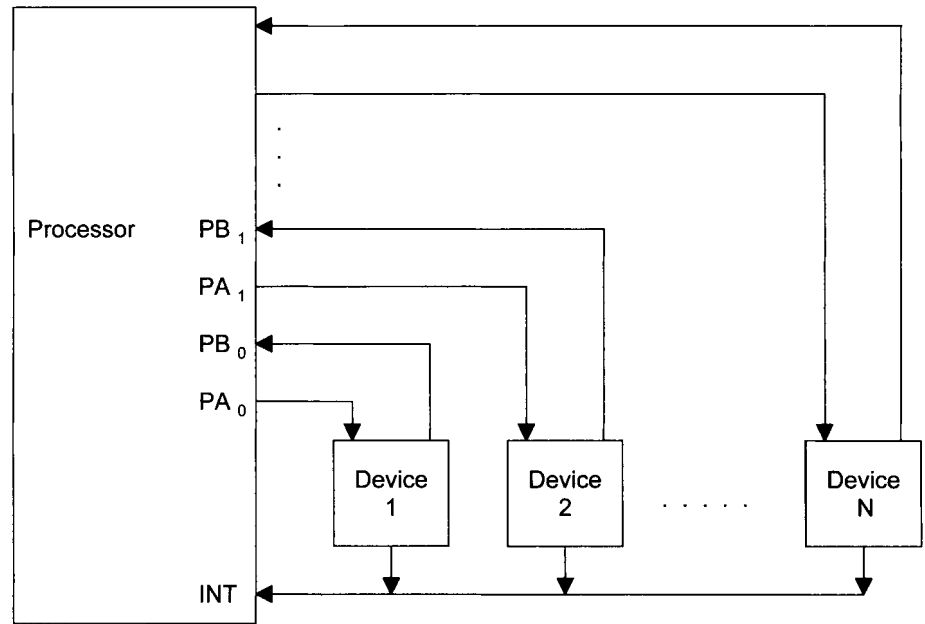 Processor
PB 1
PA 1
PB 0
PA 0
Device
1
Device
2
. . . . .
Device
N
INT